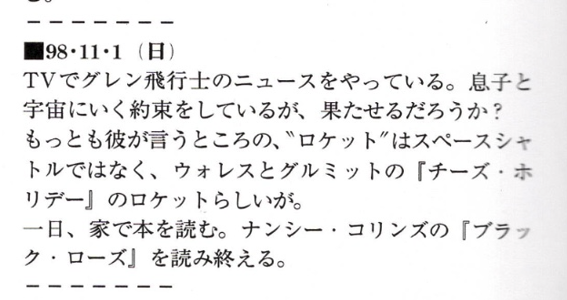 る。
－－－－－－－
■98・11・1（日）
TVでグレン飛行士のニュースをやっている。息子と
宇宙にいく約束をしているが、果たせるだろうか？
もっとも彼が言うところの、〝ロケット〟はスペースシャ
トルではなく、ウォレスとグルミットの『チーズ・ホ
リデー』のロケットらしいが。
一日、家で本を読む。ナンシー・コリンズの『ブラッ
ク・ローズ』を読み終える。
－－－－－－－